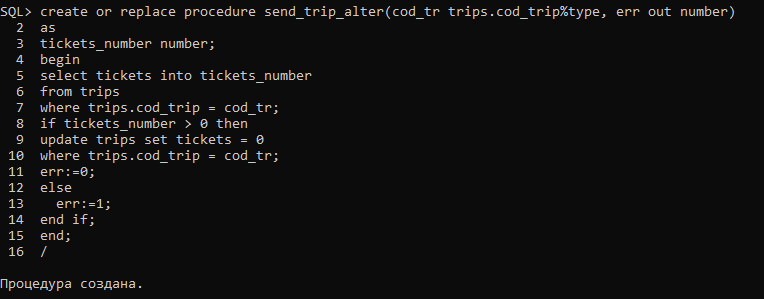 SQL> create or replace procedure send_trip_alter(cod_tr trips.cod_trip%type, err out number)
  2  as
  3  tickets_number number;
  4  begin
  5  select tickets into tickets_number
  6  from trips
  7  where trips.cod_trip = cod_tr;
  8  if tickets_number > 0 then
  9  update trips set tickets = 0
 10  where trips.cod_trip = cod_tr;
 11  err:=0;
 12  else
 13    err:=1;
 14  end if;
 15  end;
 16  /
Процедура создана.